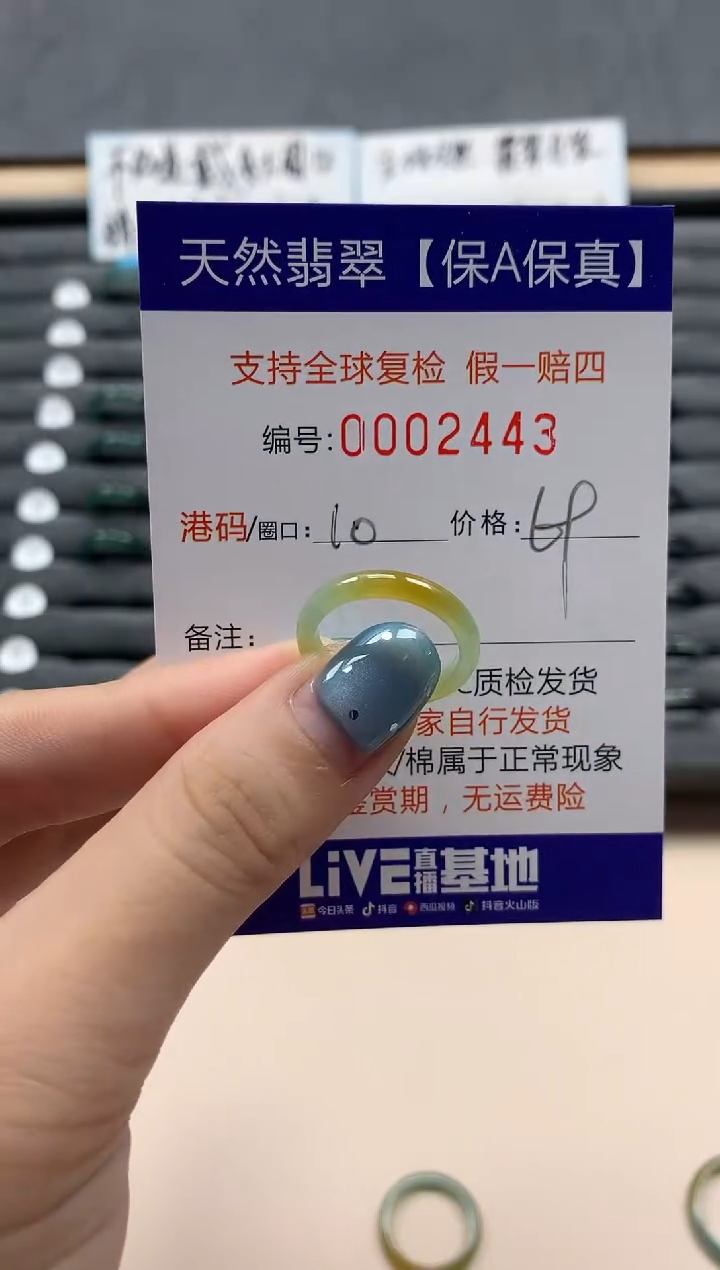 天然翡翠【保A保真】
支持全球复检 假一赔四
编号:0002443
港码/圈口: 10 价格:
备注:
质检发货
家自行发货
/棉属于正常现象
鉴赏期，无运费险
LiVE直播基地
今日头条 抖音 西瓜视频 抖音火山版